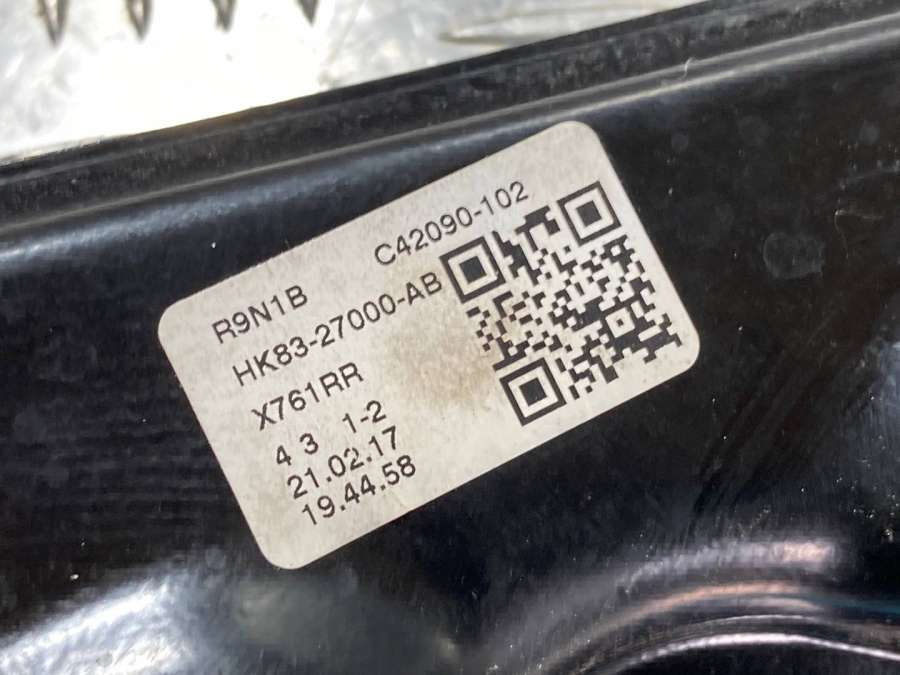 R9N1B C42090-102
HK83-27000-AB
X761RR
4 3 1-2
21.02.17
19.44.58